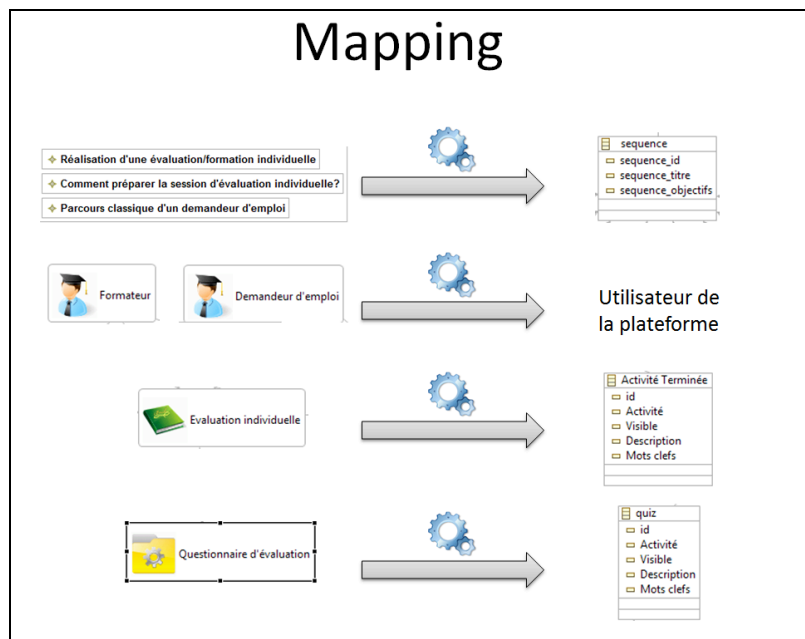 Mapping
Réalisation d'une évaluation/formation individuelle
Comment préparer la session d'évaluation individuelle?
Parcours classique d'un demandeur d'emploi
sequence
sequence_id
sequence_titre
sequence_objectifs
Formateur
Demandeur d'emploi
Utilisateur de
la plateforme
Evaluation individuelle
Activité Terminée
id
Activité
Visible
Description
Mots clefs
Questionnaire d'évaluation
quiz
id
Activité
Visible
Description
Mots clefs